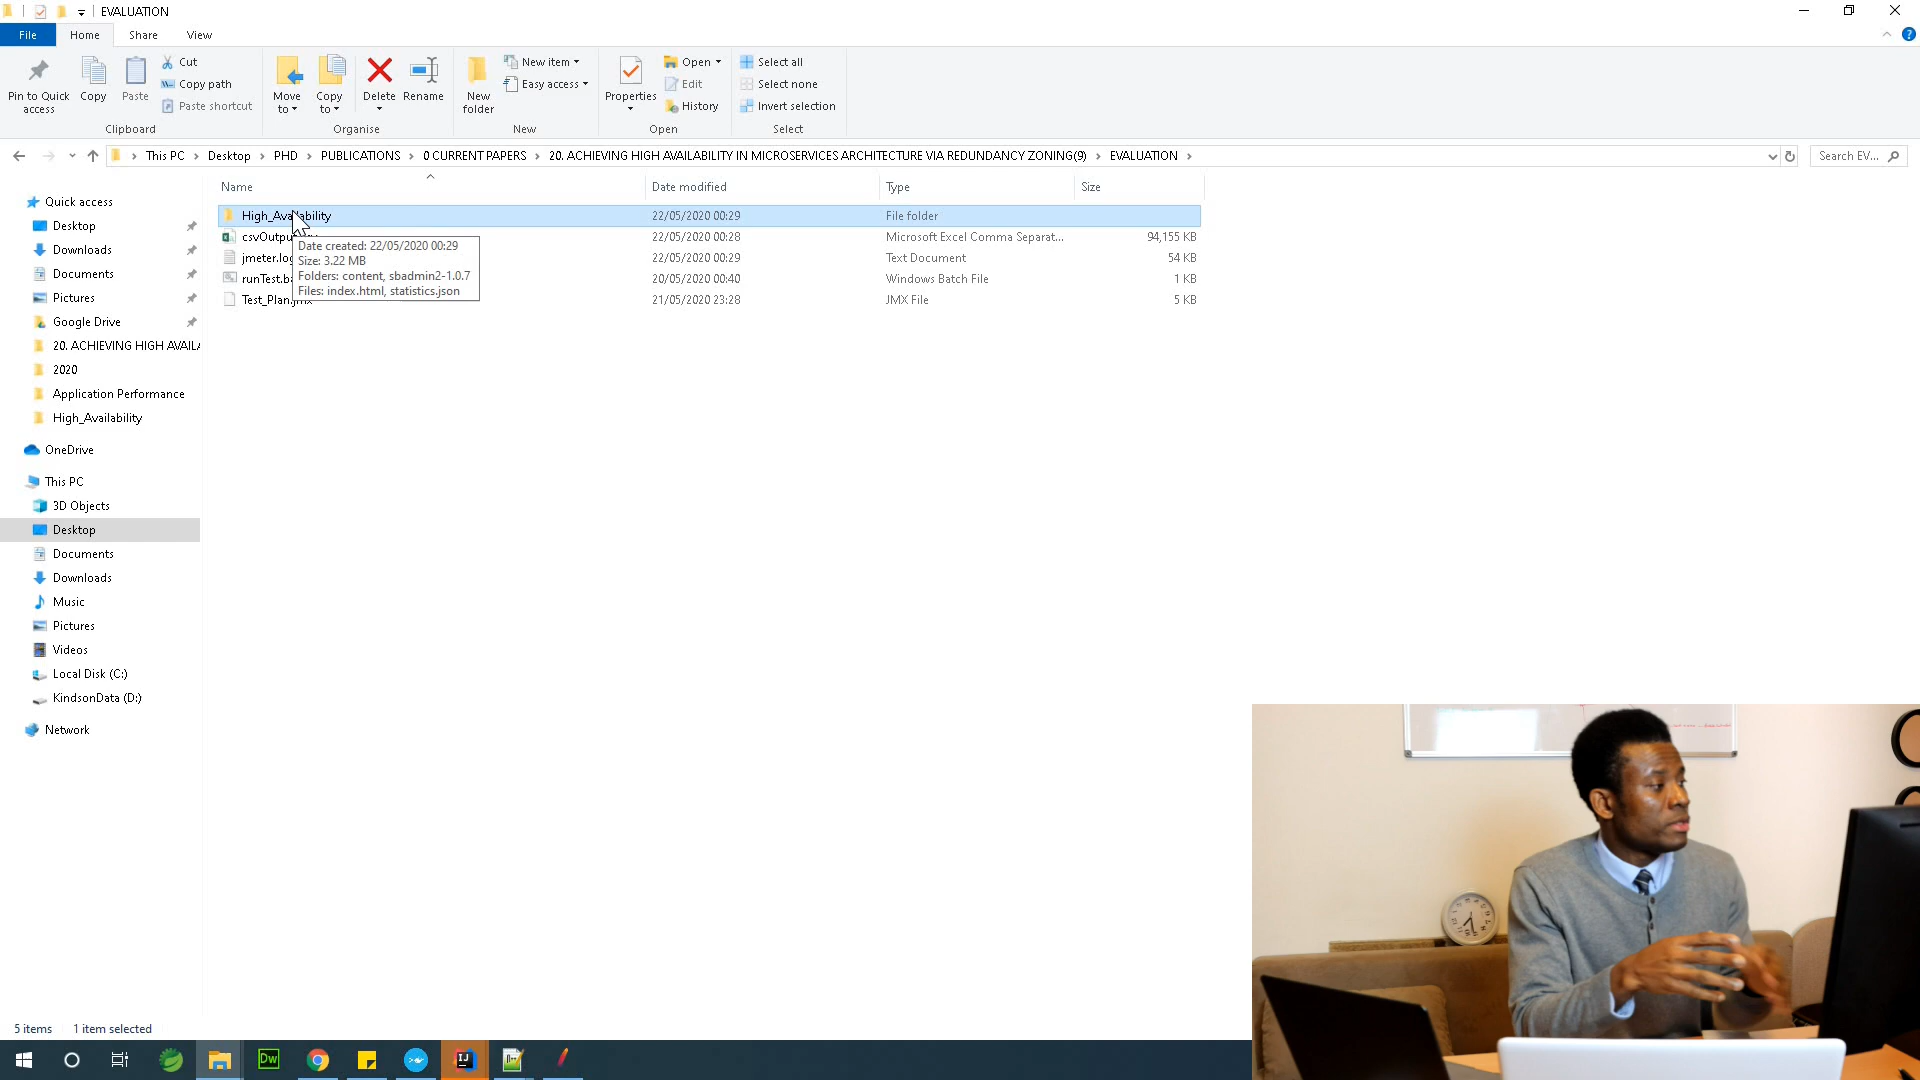 EVALUATION
File
Home
Share
View
Pin to Quick access
Copy
Paste
Cut
Copy path
Paste shortcut
Clipboard
Move to
Copy to
Delete
Rename
Organise
New folder
New item
Easy access
New
Properties
Open
Edit
History
Open
Select all
Select none
Invert selection
Select
This PC
Desktop
PHD
PUBLICATIONS
0 CURRENT PAPERS
20. ACHIEVING HIGH AVAILABILITY IN MICROSERVICES ARCHITECTURE VIA REDUNDANCY ZONING(9)
EVALUATION
Search EV...
Name
Date modified
Type
Size
High_Availability 22/05/2020 00:29 File folder
csvOutpu 22/05/2020 00:28 Microsoft Excel Comma Separat... 94,155 KB
jmeter.log 22/05/2020 00:29 Text Document 54 KB
runTest.ba 20/05/2020 00:40 Windows Batch File 1 KB
Test_Plan.jmx 21/05/2020 23:28 JMX File 5 KB
Date created: 22/05/2020 00:29
Size: 3.22 MB
Folders: content, sbadmin2-1.0.7
Files: index.html, statistics.json
Quick access
Desktop
Downloads
Documents
Pictures
Google Drive
20. ACHIEVING HIGH AVAILA
2020
Application Performance
High_Availability
OneDrive
This PC
3D Objects
Desktop
Documents
Downloads
Music
Pictures
Videos
Local Disk (C:)
KindsonData (D:)
Network
5 items
1 item selected
Dw
IJ